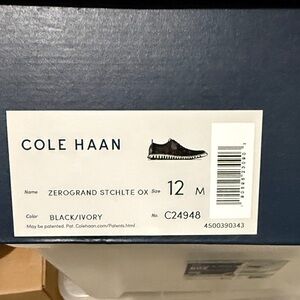 COLE HAAN
Name ZEROGRAND STCHLTE OX Size 12 M
Color BLACK/IVORY No. C24948
May be patented. Pat. Colehaan.com/Patents.html 4500390343